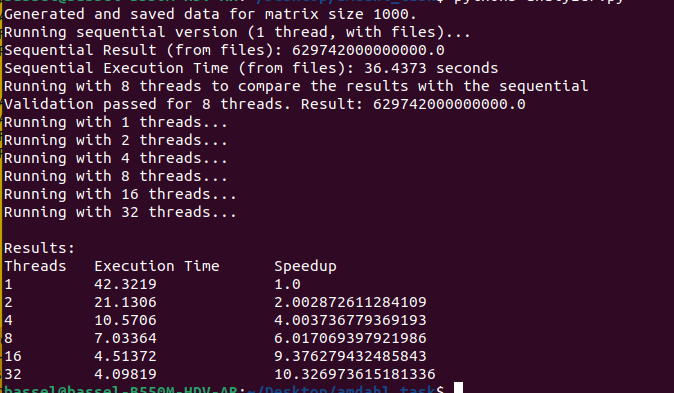 Generated and saved data for matrix size 1000.
Running sequential version (1 thread, with files)...
Sequential Result (from files): 629742000000000.0
Sequential Execution Time (from files): 36.4373 seconds
Running with 8 threads to compare the results with the sequential
Validation passed for 8 threads. Result: 629742000000000.0
Running with 1 threads...
Running with 2 threads...
Running with 4 threads...
Running with 8 threads...
Running with 16 threads...
Running with 32 threads...
Results:
Threads Execution Time Speedup
1 42.3219 1.0
2 21.1306 2.002872611284109
4 10.5706 4.003736779369193
8 7.03364 6.017069397921986
16 4.51372 9.376279432485843
32 4.09819 10.326973615181336
bassel@bassel-B550M-HDV-AR:~/Desktop/amdahl_task$